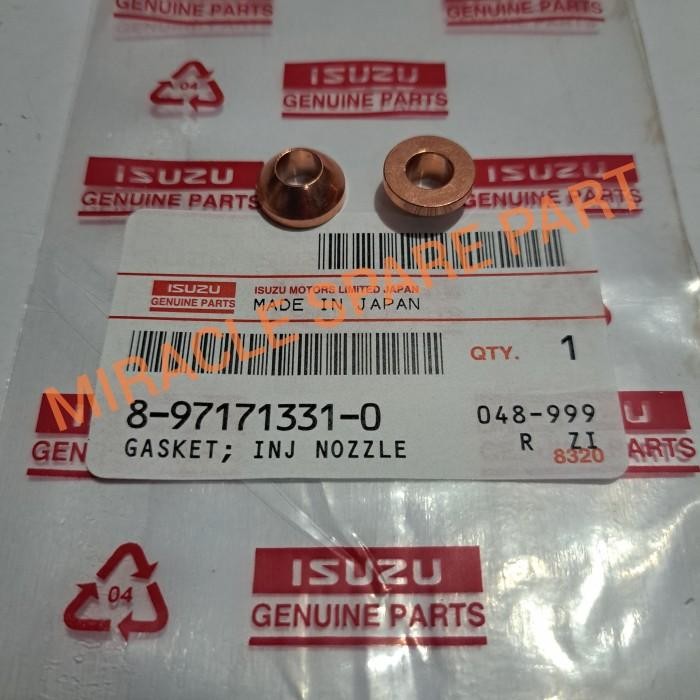 GENUINE PARTS
GENUINE PARTS
04
ISUZU
GENUINE PARTS
ISUZU
GENUINE PARTS
ISUZU
GENUINE PARTS
ISUZU
GENUINE PARTS
ISUZU MOTORS LIMITED JAPAN
MADE IN JAPAN
QTY. 1
8-97171331-0
048-999
GASKET; INJ NOZZLE
R ZI
8320
MIRACLE SPARE PART
GEN
U
ARTS
04
ISUZU
GENUINE PARTS